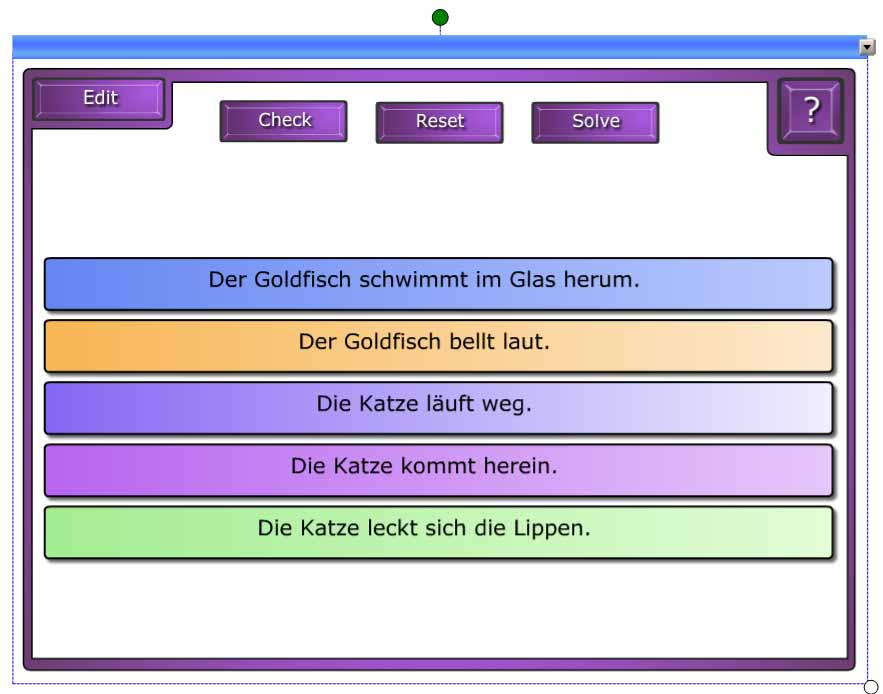 Edit
Check
Reset
Solve
?
Der Goldfisch schwimmt im Glas herum.
Der Goldfisch bellt laut.
Die Katze läuft weg.
Die Katze kommt herein.
Die Katze leckt sich die Lippen.